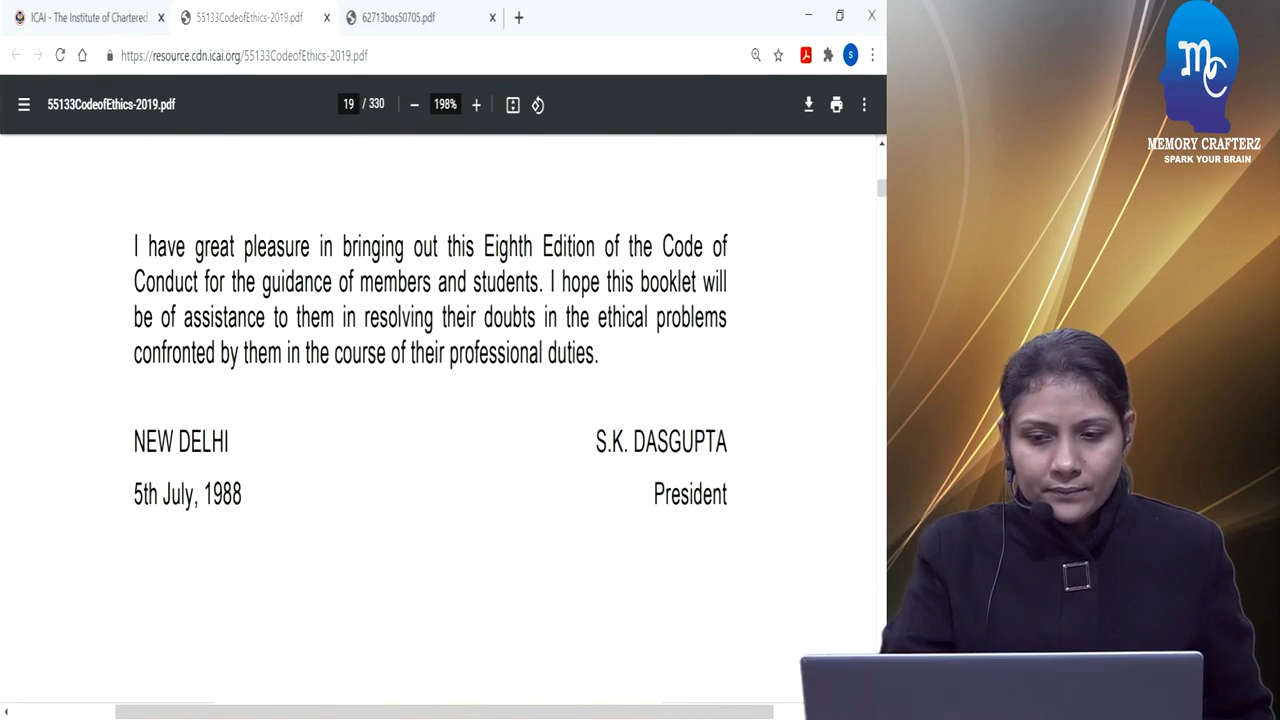 ICAI - The Institute of Chartered
55133CodeofEthics-2019.pdf
62713bos50705.pdf
https://resource.cdn.icai.org/55133CodeofEthics-2019.pdf
S
55133CodeofEthics-2019.pdf
19 / 330
198%
I have great pleasure in bringing out this Eighth Edition of the Code of
Conduct for the guidance of members and students. I hope this booklet will
be of assistance to them in resolving their doubts in the ethical problems
confronted by them in the course of their professional duties.
NEW DELHI
S.K. DASGUPTA
5th July, 1988
President
MC
MEMORY CRAFTERZ
SPARK YOUR BRAIN